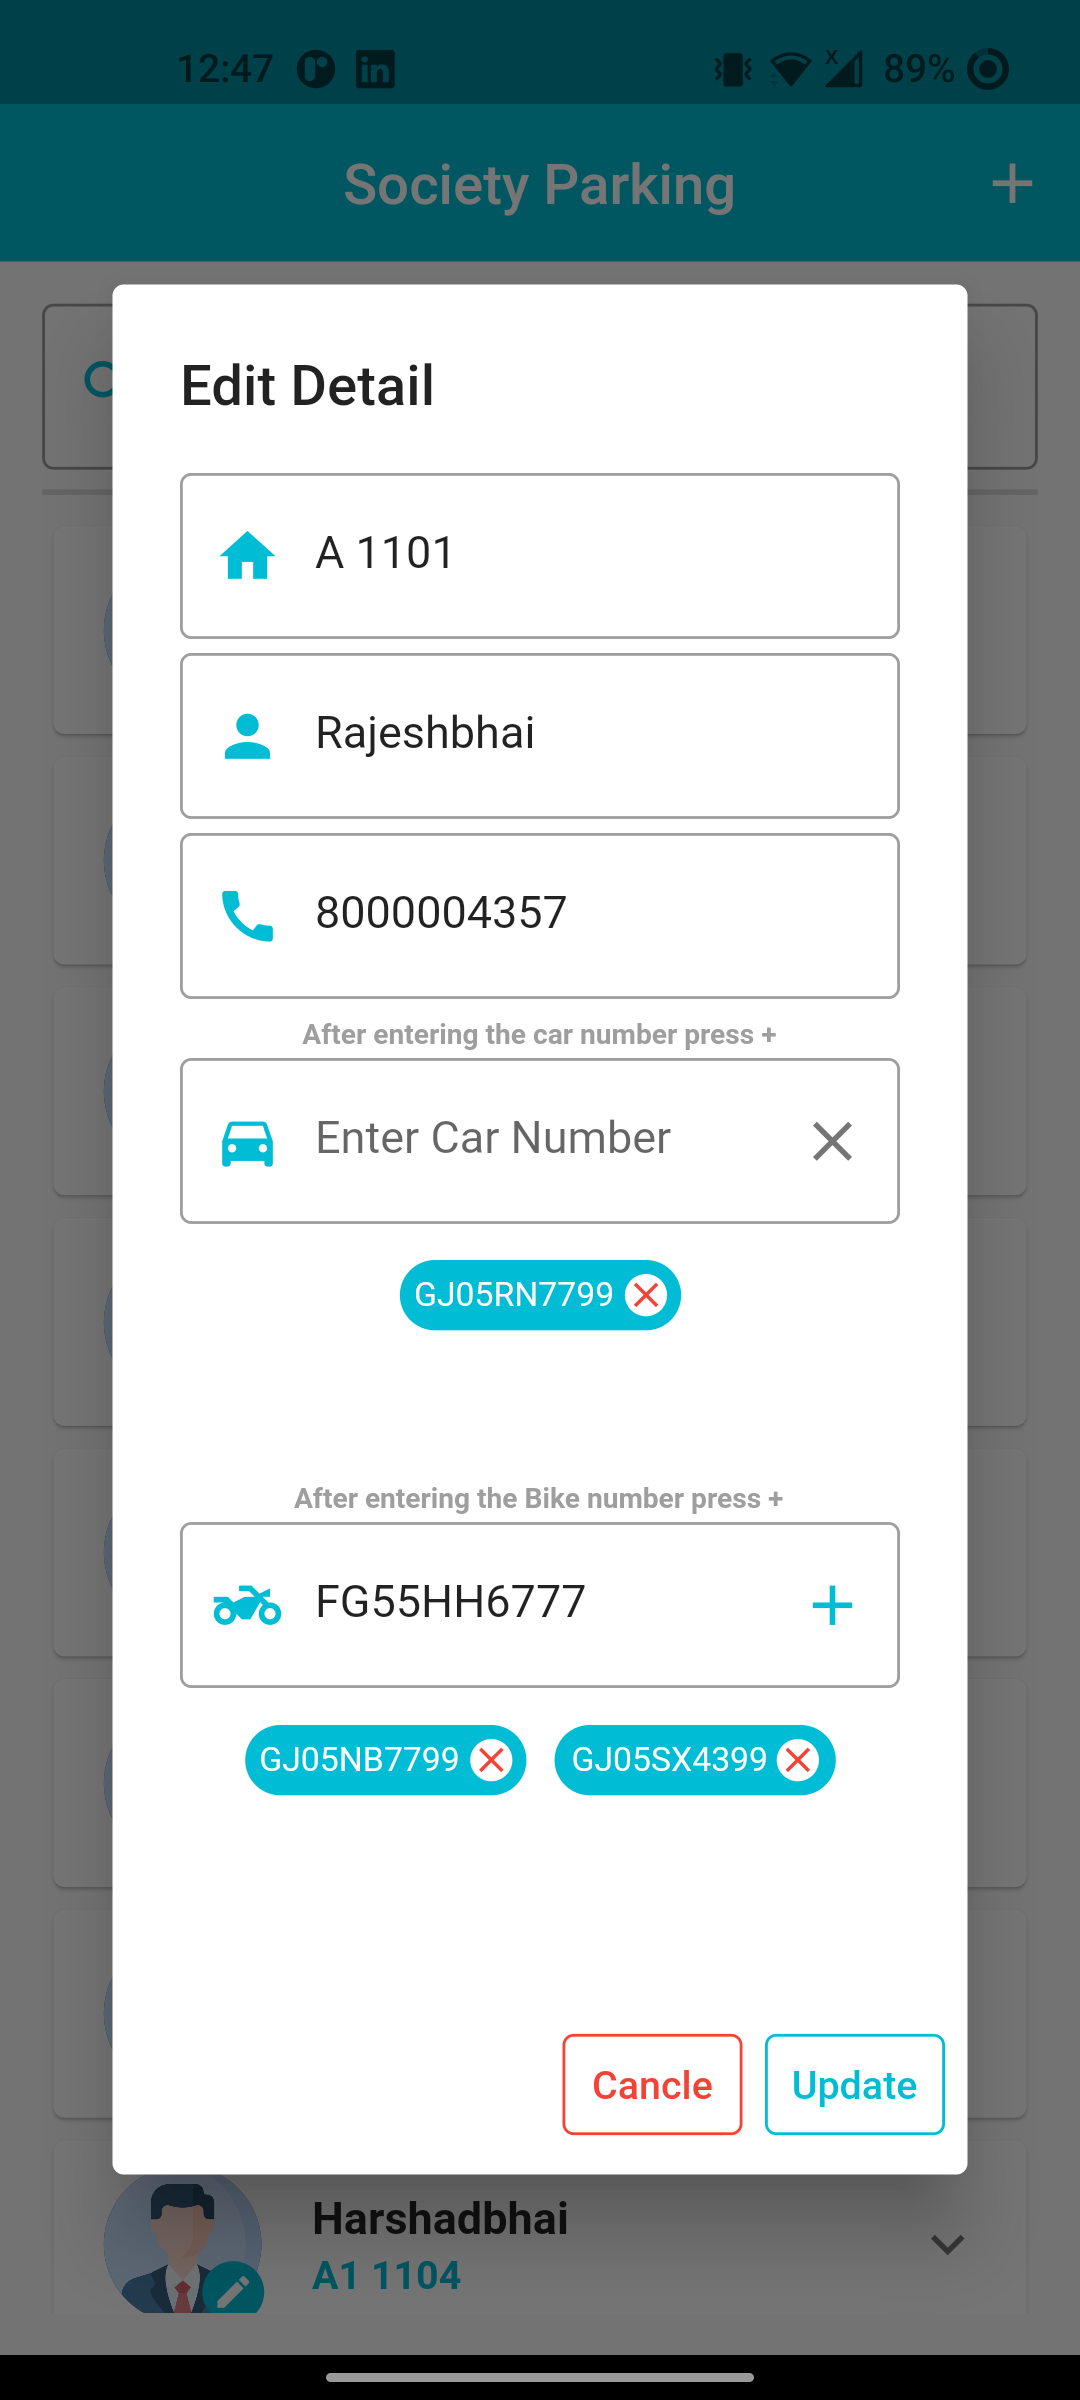 12:47
89%
Society Parking
Edit Detail
A 1101
Rajeshbhai
8000004357
After entering the car number press +
Enter Car Number
GJ05RN7799
After entering the Bike number press +
FG55HH6777
GJ05NB7799 GJ05SX4399
Cancle Update
Harshadbhai
A1 1104